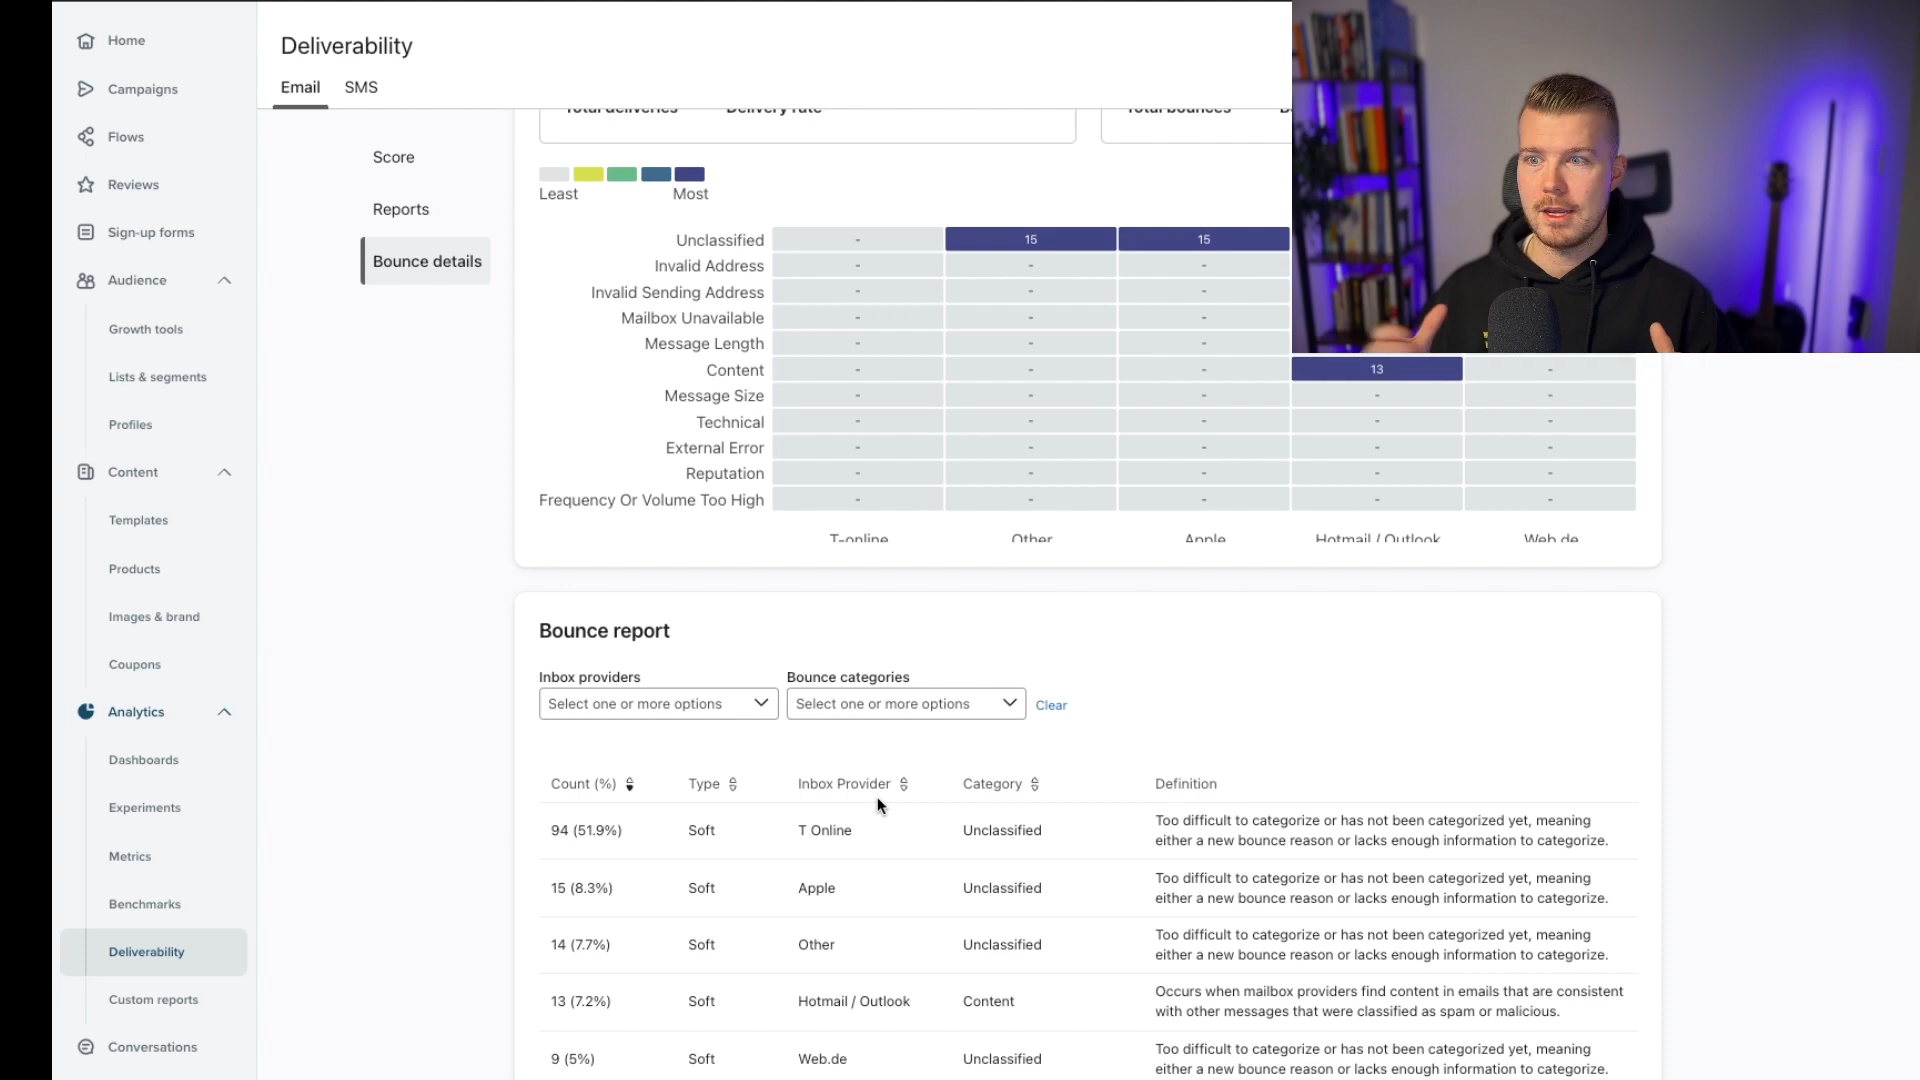 Home
Campaigns
Flows
Reviews
Sign-up forms
Audience
Growth tools
Lists & segments
Profiles
Content
Templates
Products
Images & brand
Coupons
Analytics
Dashboards
Experiments
Metrics
Benchmarks
Deliverability
Custom reports
Conversations
Deliverability
Email SMS
Score
Reports
Bounce details
Total deliveries Delivery rate Total bounces
Least Most
Unclassified - 15 15
Invalid Address - - -
Invalid Sending Address - - -
Mailbox Unavailable - - -
Message Length - - -
Content - - - 13 -
Message Size - - - - -
Technical - - - - -
External Error - - - - -
Reputation - - - - -
Frequency Or Volume Too High - - - - -
T-online Other Apple Hotmail / Outlook Web.de
Bounce report
Inbox providers Bounce categories
Select one or more options Select one or more options Clear
Count (%) Type Inbox Provider Category Definition
94 (51.9%) Soft T Online Unclassified Too difficult to categorize or has not been categorized yet, meaning
either a new bounce reason or lacks enough information to categorize.
15 (8.3%) Soft Apple Unclassified Too difficult to categorize or has not been categorized yet, meaning
either a new bounce reason or lacks enough information to categorize.
14 (7.7%) Soft Other Unclassified Too difficult to categorize or has not been categorized yet, meaning
either a new bounce reason or lacks enough information to categorize.
13 (7.2%) Soft Hotmail / Outlook Content Occurs when mailbox providers find content in emails that are consistent
with other messages that were classified as spam or malicious.
9 (5%) Soft Web.de Unclassified Too difficult to categorize or has not been categorized yet, meaning
either a new bounce reason or lacks enough information to categorize.